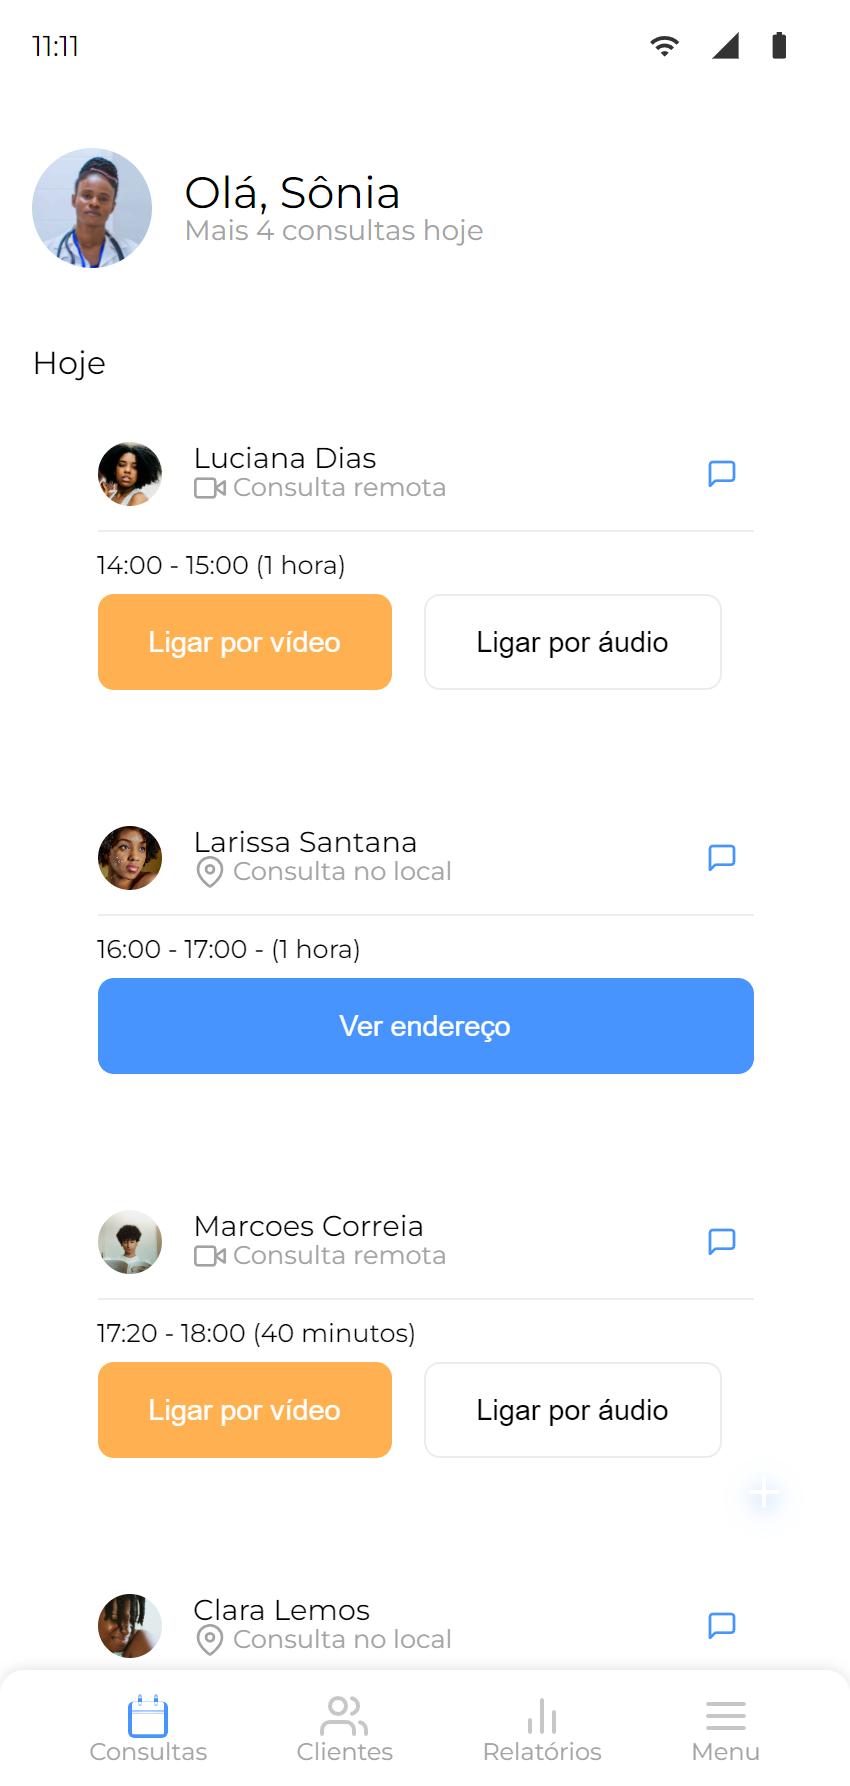 11:11
Olá, Sônia
Mais 4 consultas hoje
Hoje
Luciana Dias
Consulta remota
14:00 - 15:00 (1 hora)
Ligar por vídeo
Ligar por áudio
Larissa Santana
Consulta no local
16:00 - 17:00 - (1 hora)
Ver endereço
Marcoes Correia
Consulta remota
17:20 - 18:00 (40 minutos)
Ligar por vídeo
Ligar por áudio
Clara Lemos
Consulta no local
Consultas
Clientes
Relatórios
Menu